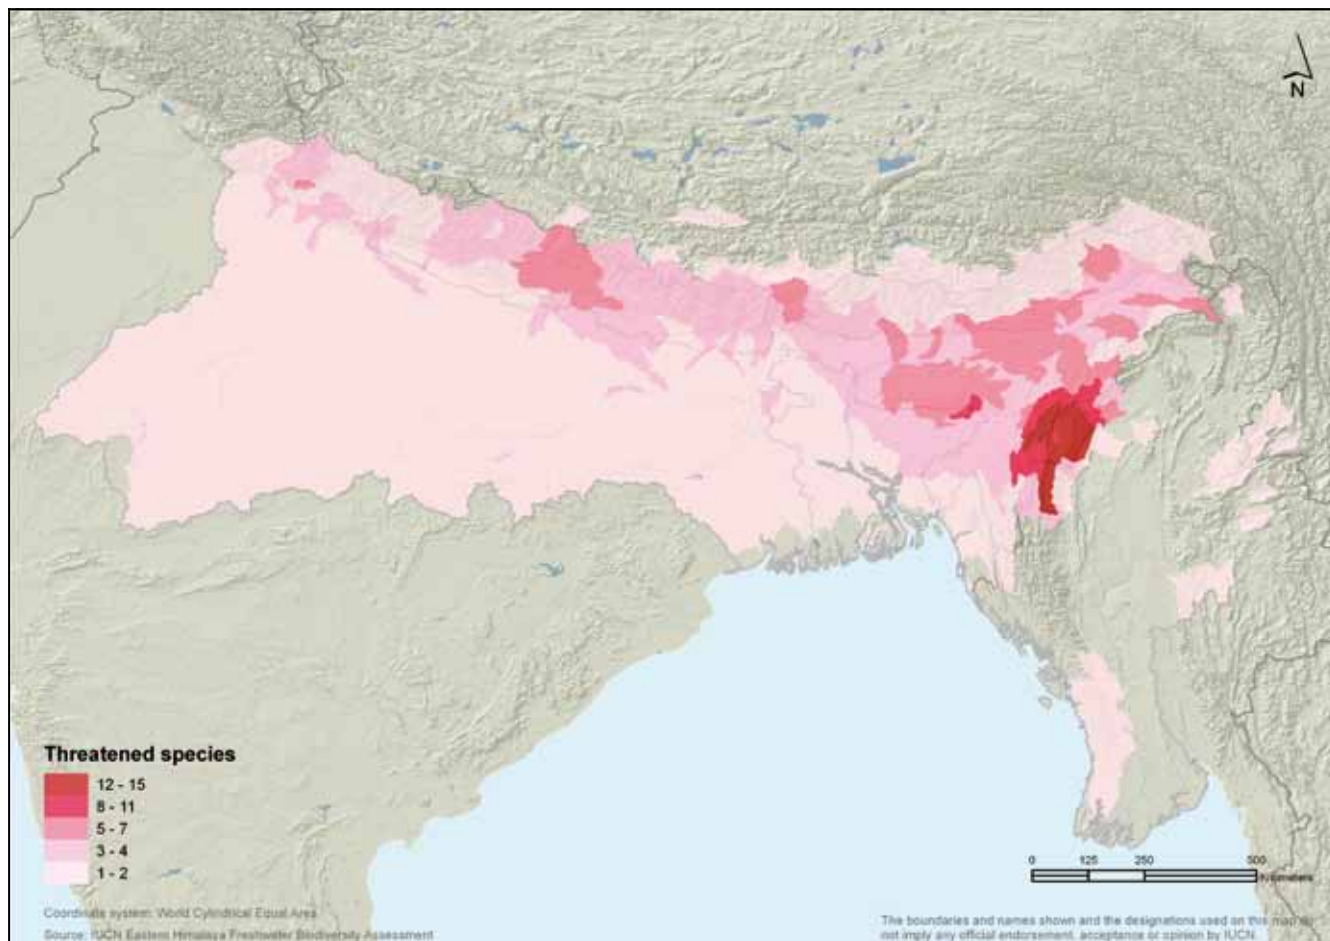 N
Threatened species
12 - 15
8 - 11
5 - 7
3 - 4
1 - 2
0 125 250 500
Kilometers
Coordinate system: World Cylindrical Equal Area
Source: IUCN Eastern Himalaya Freshwater Biodiversity Assessment
The boundaries and names shown and the designations used on this map do
not imply any official endorsement, acceptance or opinion by IUCN.